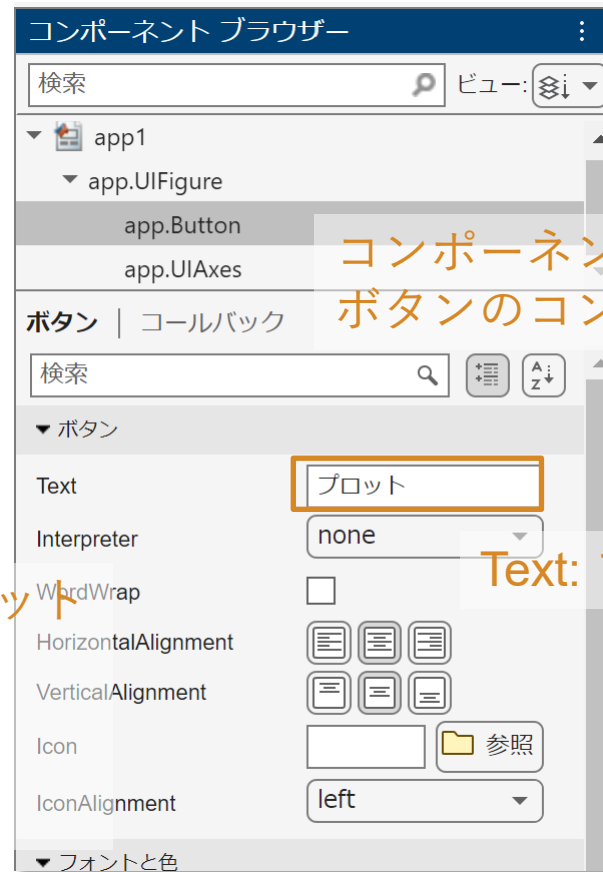 コンポーネント ブラウザー
検索
ビュー:
app1
app.UIFigure
app.Button
app.UIAxes
コンポーネン
ボタンのコン
ボタン | コールバック
検索
ボタン
Text プロット
Interpreter none
Text:
ット
WordWrap
HorizontalAlignment
VerticalAlignment
Icon 参照
IconAlignment left
フォントと色